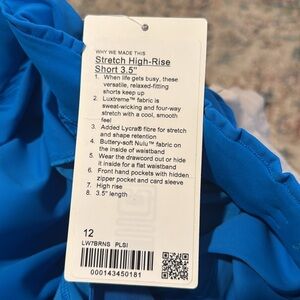 WHY WE MADE THIS
Stretch High-Rise
Short 3.5"
1. When life gets busy, these
versatile, relaxed-fitting
shorts keep up
2. Luxtreme™ fabric is
sweat-wicking and four-way
stretch with a cool, smooth
feel
3. Added Lycra® fibre for stretch
and shape retention
4. Buttery-soft Nulu™ fabric on
the inside of waistband
5. Wear the drawcord out or hide
it inside for a flat waistband
6. Front hand pockets with hidden
zipper pocket and card sleeve
7. High rise
8. 3.5" length
12
LW7BRNS PLSI
000143450181